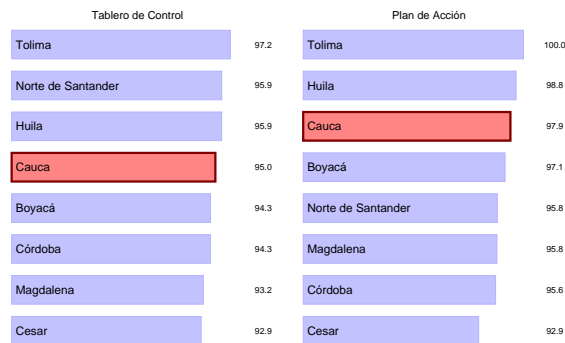 Tablero de Control
Tolima 97.2
Norte de Santander 95.9
Huila 95.9
Cauca 95.0
Boyacá 94.3
Córdoba 94.3
Magdalena 93.2
Cesar 92.9
Plan de Acción
Tolima 100.0
Huila 98.8
Cauca 97.9
Boyacá 97.1
Norte de Santander 95.8
Magdalena 95.8
Córdoba 95.6
Cesar 92.9